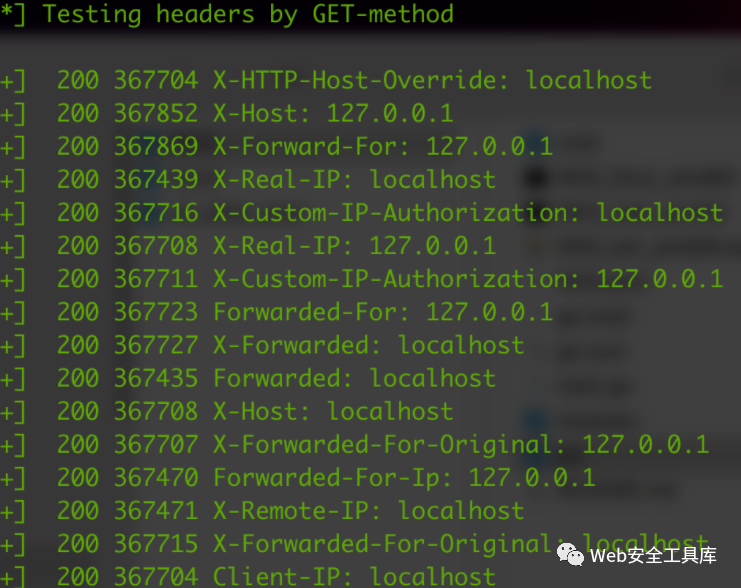 *] Testing headers by GET-method
+] 200 367704 X-HTTP-Host-Override: localhost
+] 200 367852 X-Host: 127.0.0.1
+] 200 367869 X-Forward-For: 127.0.0.1
+] 200 367439 X-Real-IP: localhost
+] 200 367716 X-Custom-IP-Authorization: localhost
+] 200 367708 X-Real-IP: 127.0.0.1
+] 200 367711 X-Custom-IP-Authorization: 127.0.0.1
+] 200 367723 Forwarded-For: 127.0.0.1
+] 200 367727 X-Forwarded: localhost
+] 200 367435 Forwarded: localhost
+] 200 367708 X-Host: localhost
+] 200 367707 X-Forwarded-For-Original: 127.0.0.1
+] 200 367470 Forwarded-For-Ip: 127.0.0.1
+] 200 367471 X-Remote-IP: localhost
+] 200 367715 X-Forwarded-For-Original: localhost
Web安全工具库
+] 200 367704 Client-IP: localhost